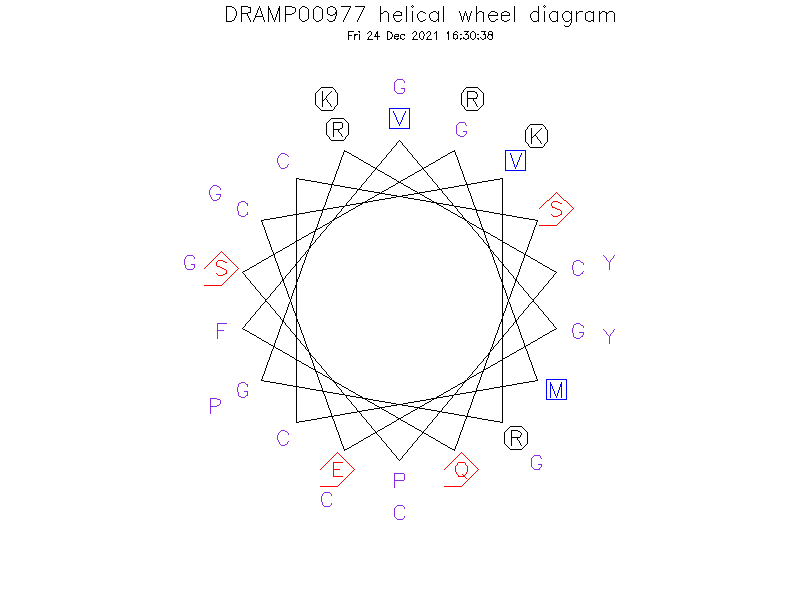 DRAMP00977 helical wheel diagram
Fri 24 Dec 2021 16:30:38
G
K R
V
R G
K
C V
G C S
G S C Y
F G Y
G M
P
C R
G
E Q
P
C
C